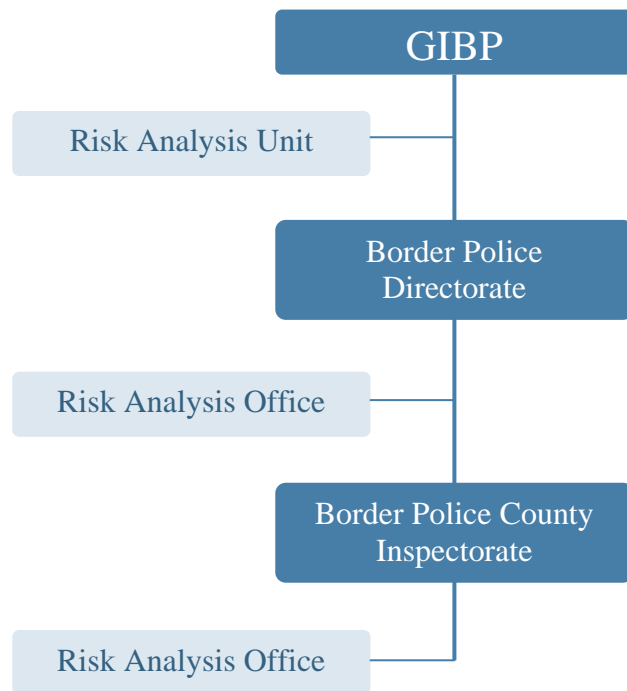 GIBP
Risk Analysis Unit
Border Police
Directorate
Risk Analysis Office
Border Police County
Inspectorate
Risk Analysis Office